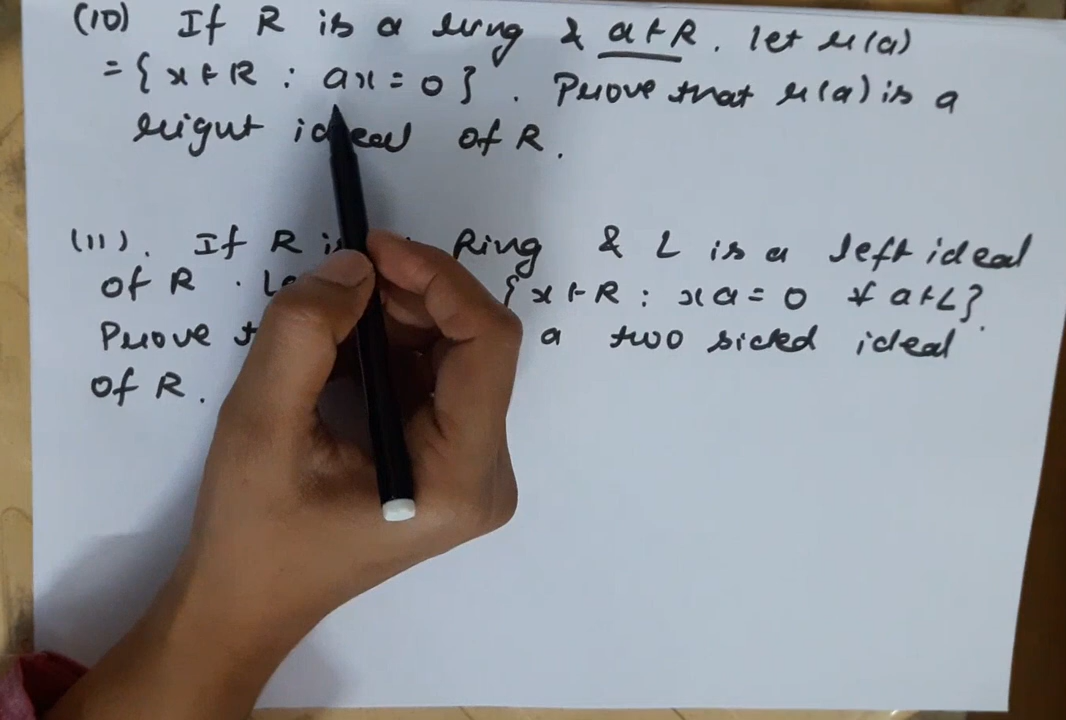 (10) If R is a ring & a∈R. let r(a)
= { x∈R : ax = 0 } . Prove that r(a) is a
right ideal of R.
(11). If R is Ring & L is a left ideal
of R. { x∈R : xa = 0 ∀ a∈L}.
Prove a two sided ideal
of R.